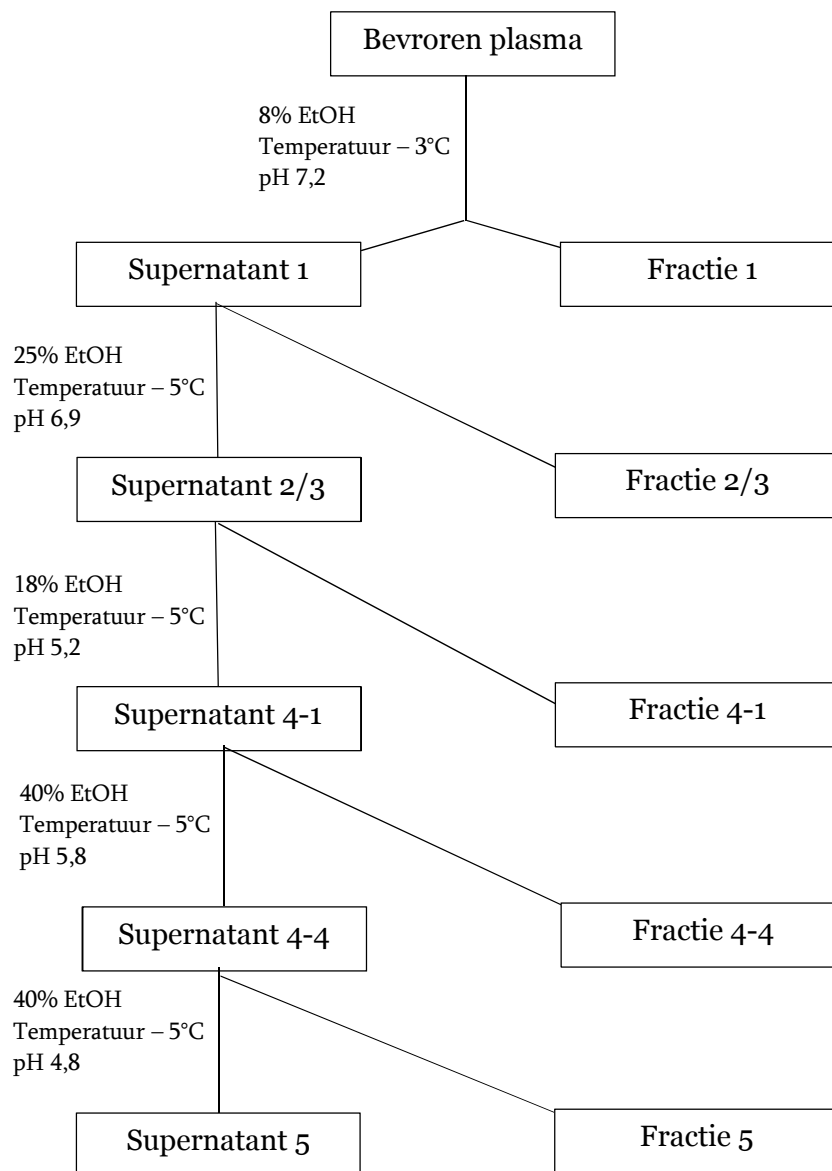 Bevroren plasma
8% EtOH
Temperatuur – 3°C
pH 7,2
Supernatant 1
Fractie 1
25% EtOH
Temperatuur – 5°C
pH 6,9
Supernatant 2/3
Fractie 2/3
18% EtOH
Temperatuur – 5°C
pH 5,2
Supernatant 4-1
Fractie 4-1
40% EtOH
Temperatuur – 5°C
pH 5,8
Supernatant 4-4
Fractie 4-4
40% EtOH
Temperatuur – 5°C
pH 4,8
Supernatant 5
Fractie 5